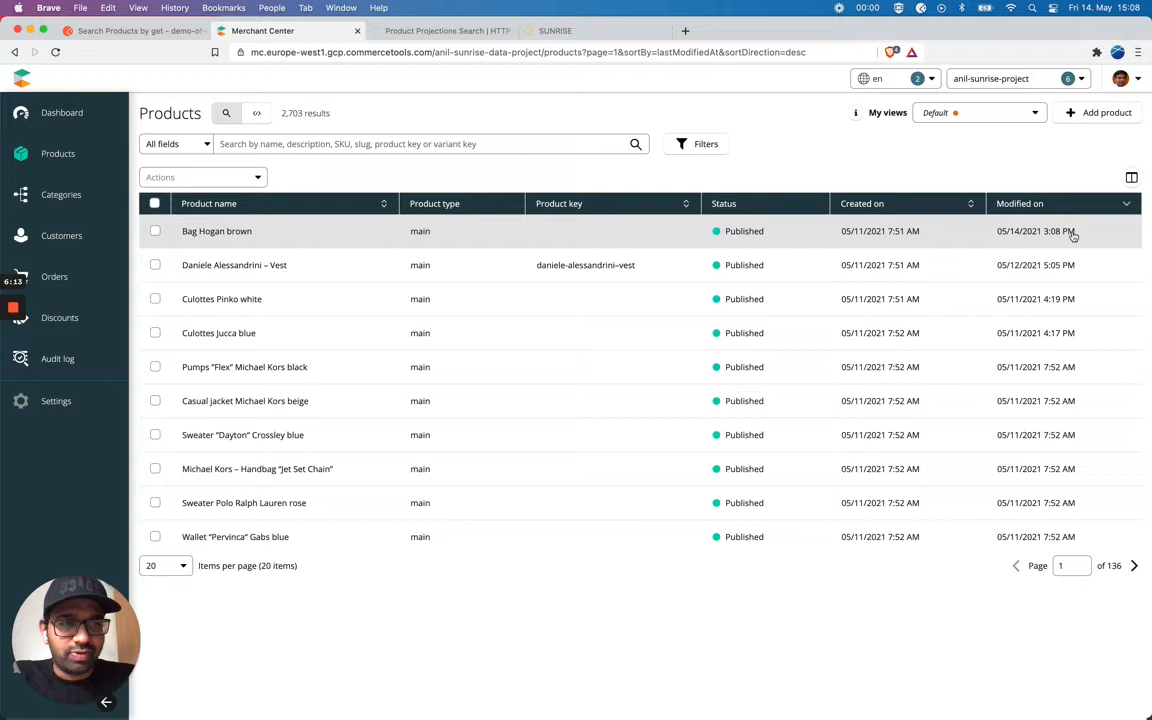 Brave File Edit View History Bookmarks People Tab Window Help 00:00 Fri 14. May 15:08
Search Products by get - demo-of- Merchant Center Product Projections Search | HTTP SUNRISE
mc.europe-west1.gcp.commercetools.com/anil-sunrise-data-project/products?page=1&sortBy=lastModifiedAt&sortDirection=desc 4
en 2 anil-sunrise-project 6
Dashboard
Products
Categories
Customers
6:13
Orders
Discounts
Audit log
Settings
Products 2,703 results My views Default Add product
All fields Search by name, description, SKU, slug, product key or variant key Filters
Actions
Product name Product type Product key Status Created on Modified on
Bag Hogan brown main Published 05/11/2021 7:51 AM 05/14/2021 3:08 PM
Daniele Alessandrini – Vest main daniele-alessandrini–vest Published 05/11/2021 7:51 AM 05/12/2021 5:05 PM
Culottes Pinko white main Published 05/11/2021 7:51 AM 05/11/2021 4:19 PM
Culottes Jucca blue main Published 05/11/2021 7:52 AM 05/11/2021 4:17 PM
Pumps “Flex” Michael Kors black main Published 05/11/2021 7:52 AM 05/11/2021 7:52 AM
Casual jacket Michael Kors beige main Published 05/11/2021 7:52 AM 05/11/2021 7:52 AM
Sweater “Dayton” Crossley blue main Published 05/11/2021 7:52 AM 05/11/2021 7:52 AM
Michael Kors – Handbag “Jet Set Chain” main Published 05/11/2021 7:52 AM 05/11/2021 7:52 AM
Sweater Polo Ralph Lauren rose main Published 05/11/2021 7:52 AM 05/11/2021 7:52 AM
Wallet “Pervinca” Gabs blue main Published 05/11/2021 7:52 AM 05/11/2021 7:52 AM
20 Items per page (20 items) Page 1 of 136